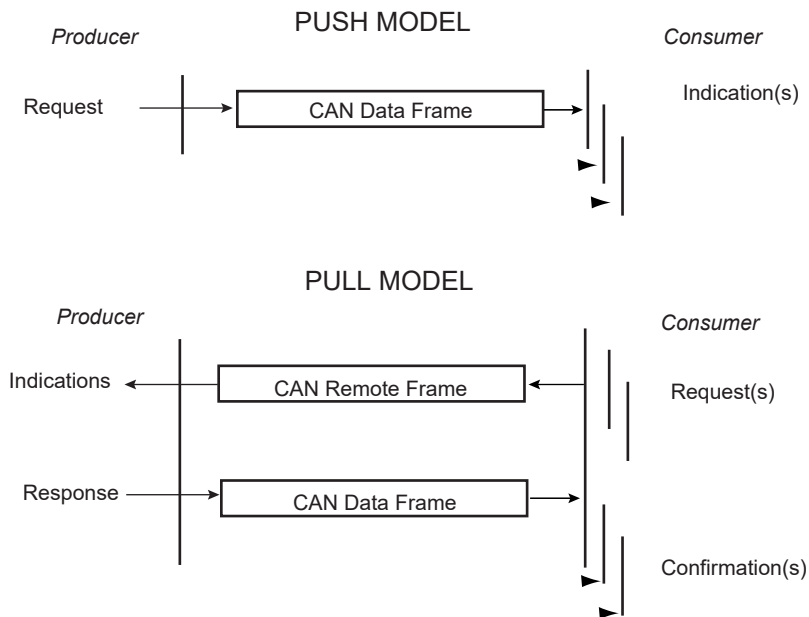 PUSH MODEL
Producer
Consumer
Request
CAN Data Frame
Indication(s)
PULL MODEL
Producer
Consumer
Indications
CAN Remote Frame
Request(s)
Response
CAN Data Frame
Confirmation(s)